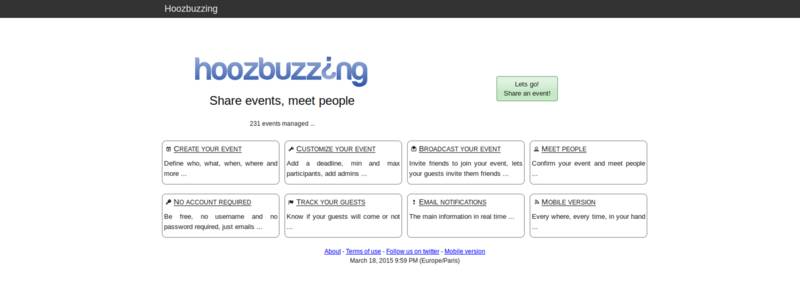 Hoozbuzzing
hoozbuzz¿ng
Share events, meet people
231 events managed ...
Lets go!
Share an event!
CREATE YOUR EVENT
Define who, what, when, where and
more ...
CUSTOMIZE YOUR EVENT
Add a deadline, min and max
participants, add admins ...
BROADCAST YOUR EVENT
Invite friends to join your event, lets
your guests invite them friends ...
MEET PEOPLE
Confirm your event and meet people
...
NO ACCOUNT REQUIRED
Be free, no username and no
password required, just emails ...
TRACK YOUR GUESTS
Know if your guests will come or not
...
EMAIL NOTIFICATIONS
The main information in real time ...
MOBILE VERSION
Every where, every time, in your hand
...
About - Terms of use - Follow us on twitter - Mobile version
March 18, 2015 9:59 PM (Europe/Paris)